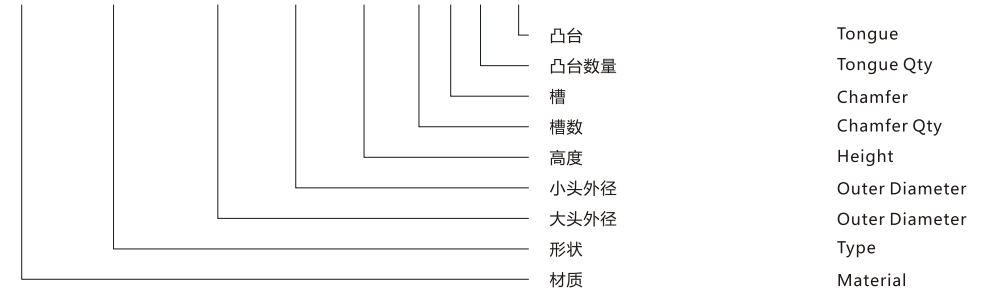 凸台 Tongue
凸台数量 Tongue Qty
槽 Chamfer
槽数 Chamfer Qty
高度 Height
小头外径 Outer Diameter
大头外径 Outer Diameter
形状 Type
材质 Material